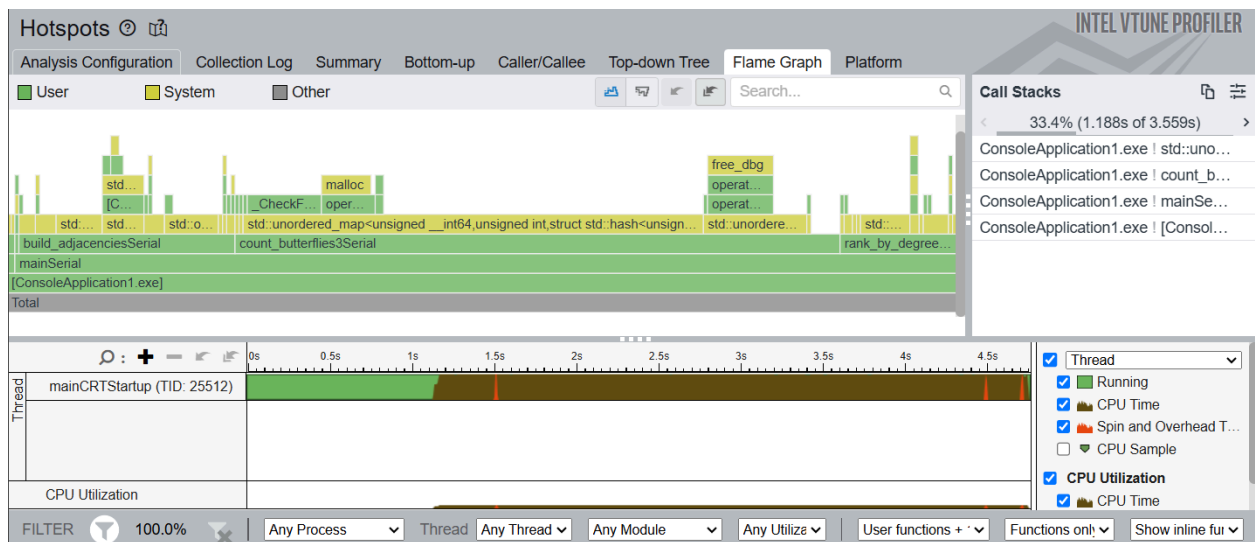 Hotspots
INTEL VTUNE PROFILER
Analysis Configuration Collection Log Summary Bottom-up Caller/Callee Top-down Tree Flame Graph Platform
User System Other Search...
Call Stacks
33.4% (1.188s of 3.559s)
ConsoleApplication1.exe ! std::uno...
ConsoleApplication1.exe ! count_b...
ConsoleApplication1.exe ! mainSe...
ConsoleApplication1.exe ! [Consol...
free_dbg
std... malloc operat...
[C... _CheckF... oper... operat...
std:... std... std::o... std::unordered_map<unsigned __int64,unsigned int,struct std::hash<unsign... std::unordere... std::...
build_adjacenciesSerial count_butterflies3Serial rank_by_degree...
mainSerial
[ConsoleApplication1.exe]
Total
0s 0.5s 1s 1.5s 2s 2.5s 3s 3.5s 4s 4.5s
Thread
mainCRTStartup (TID: 25512)
CPU Utilization
Thread
Running
CPU Time
Spin and Overhead T...
CPU Sample
CPU Utilization
CPU Time
FILTER 100.0% Any Process Thread Any Thread Any Module Any Utiliza User functions + Functions only Show inline fun